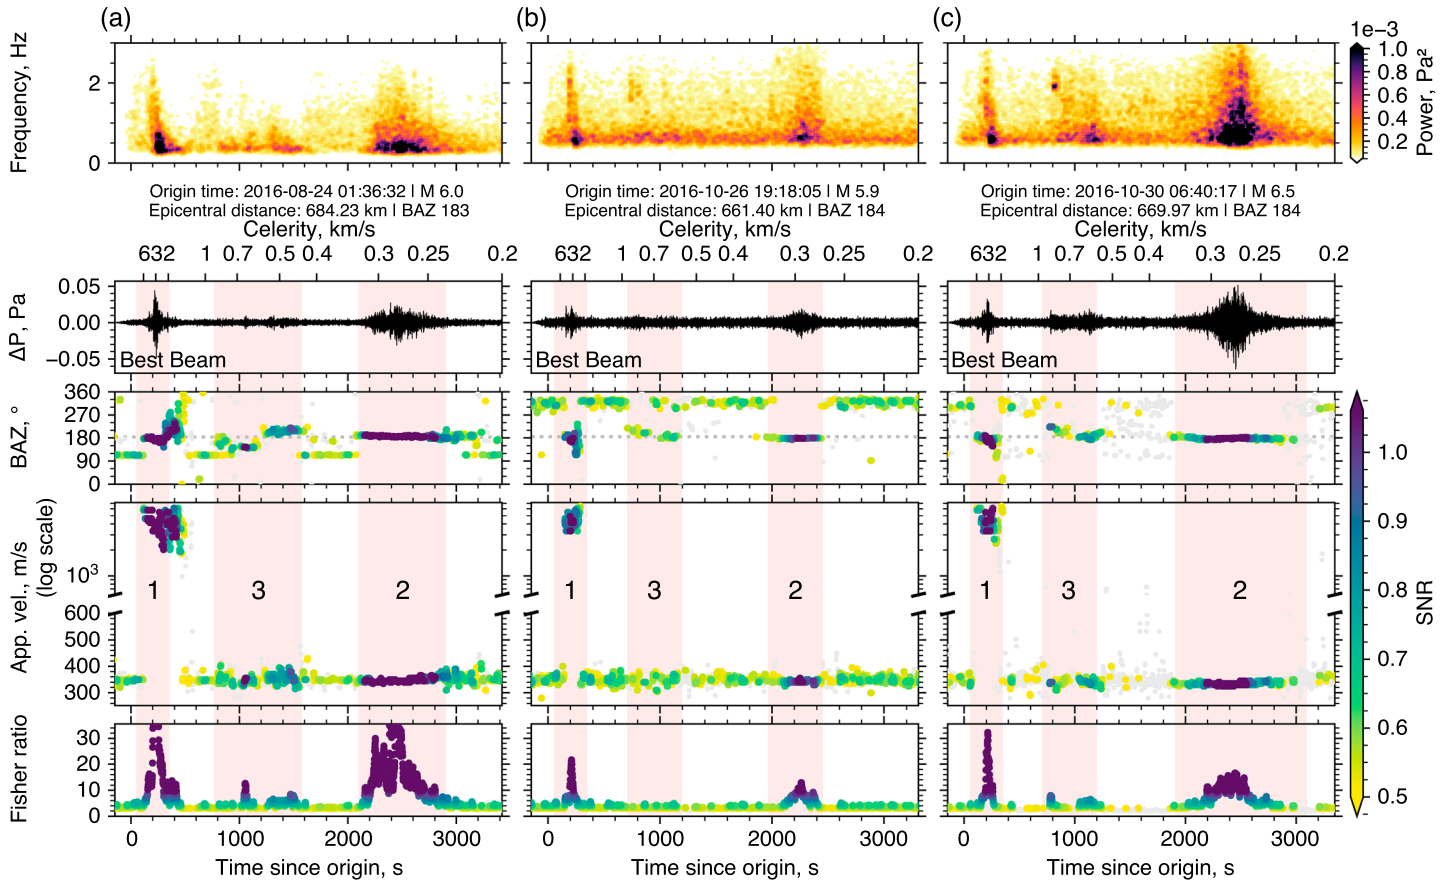 (a)
(b)
(c)
Frequency, Hz
2
0
1e−3
1.0
0.8
0.6
0.4
0.2
Power, Pa²
Origin time: 2016-08-24 01:36:32 | M 6.0
Epicentral distance: 684.23 km | BAZ 183
Celerity, km/s
Origin time: 2016-10-26 19:18:05 | M 5.9
Epicentral distance: 661.40 km | BAZ 184
Celerity, km/s
Origin time: 2016-10-30 06:40:17 | M 6.5
Epicentral distance: 669.97 km | BAZ 184
Celerity, km/s
632 1 0.7 0.5 0.4 0.3 0.25 0.2
632 1 0.7 0.5 0.4 0.3 0.25 0.2
632 1 0.7 0.5 0.4 0.3 0.25 0.2
ΔP, Pa
0.05
0.00
−0.05
Best Beam
Best Beam
Best Beam
BAZ, °
360
270
180
90
0
App. vel., m/s
(log scale)
10³
600
500
400
300
1 3 2
1 3 2
1 3 2
Fisher ratio
30
20
10
0
SNR
1.0
0.9
0.8
0.7
0.6
0.5
0 1000 2000 3000
0 1000 2000 3000
0 1000 2000 3000
Time since origin, s
Time since origin, s
Time since origin, s